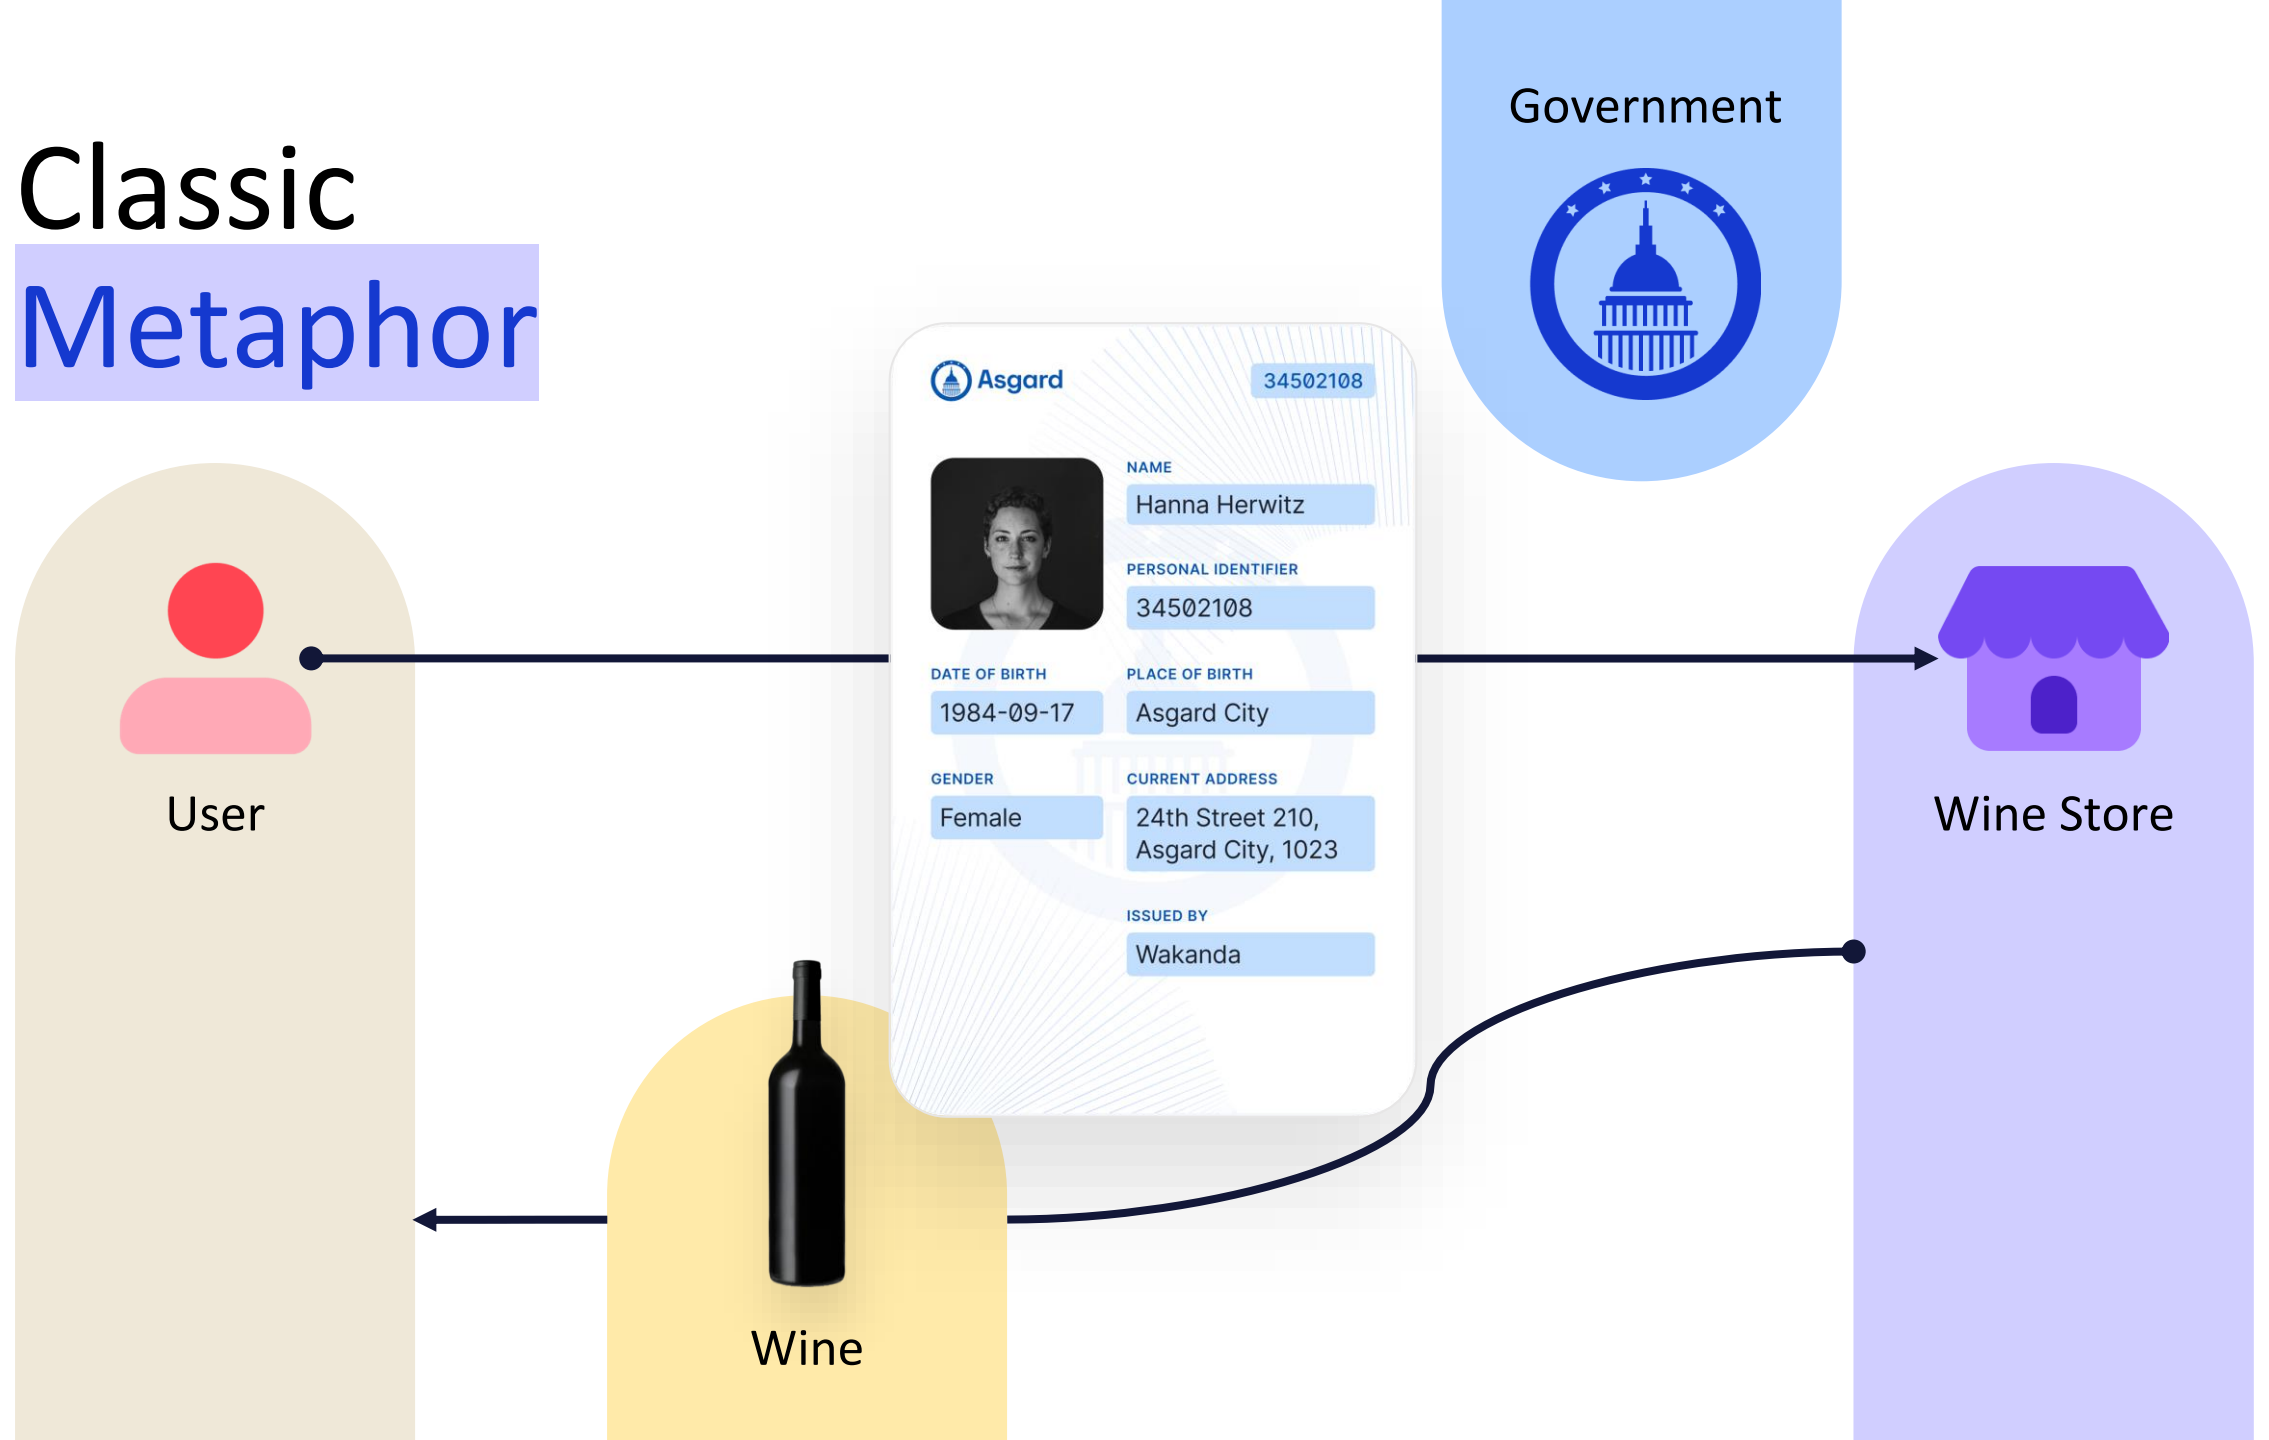 Classic
Metaphor
Government
Asgard
34502108
NAME
Hanna Herwitz
PERSONAL IDENTIFIER
34502108
DATE OF BIRTH
1984-09-17
PLACE OF BIRTH
Asgard City
GENDER
Female
CURRENT ADDRESS
24th Street 210,
Asgard City, 1023
ISSUED BY
Wakanda
User
Wine Store
Wine